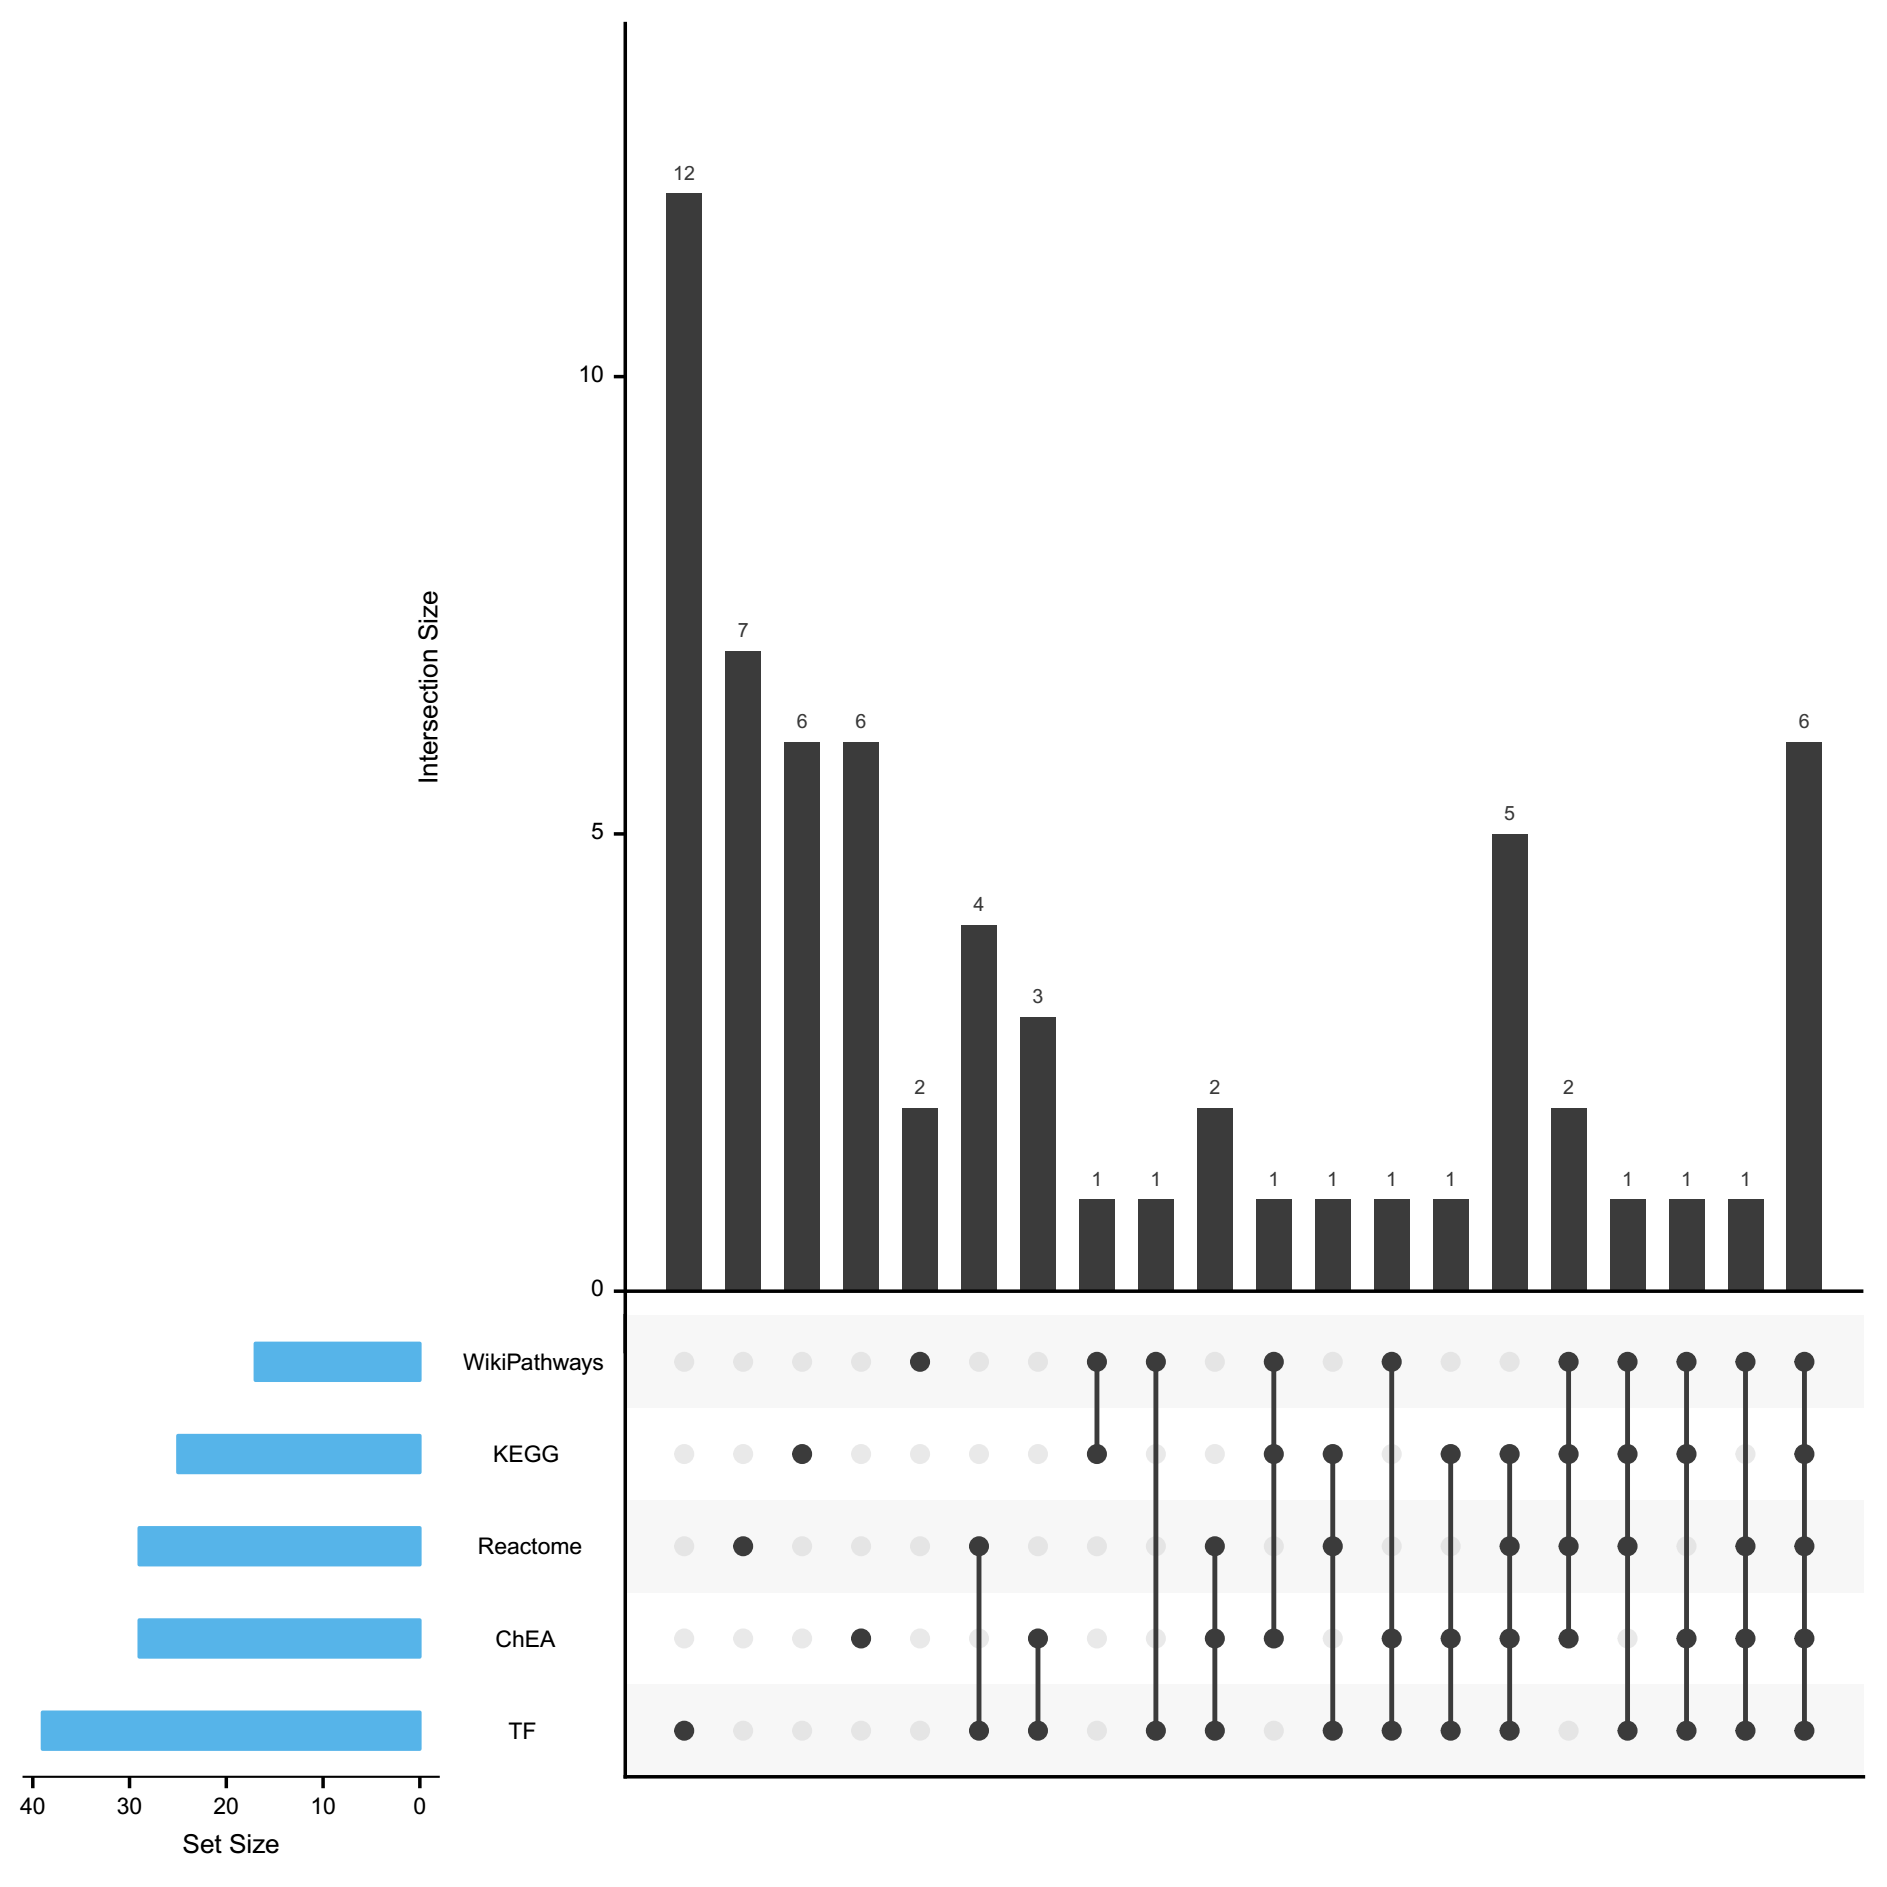 12
10
7
6 6 6
Intersection Size
5
5
4
3
2 2 2
1 1 1 1 1 1 1 1 1
0
WikiPathways
KEGG
Reactome
ChEA
TF
40 30 20 10 0
Set Size